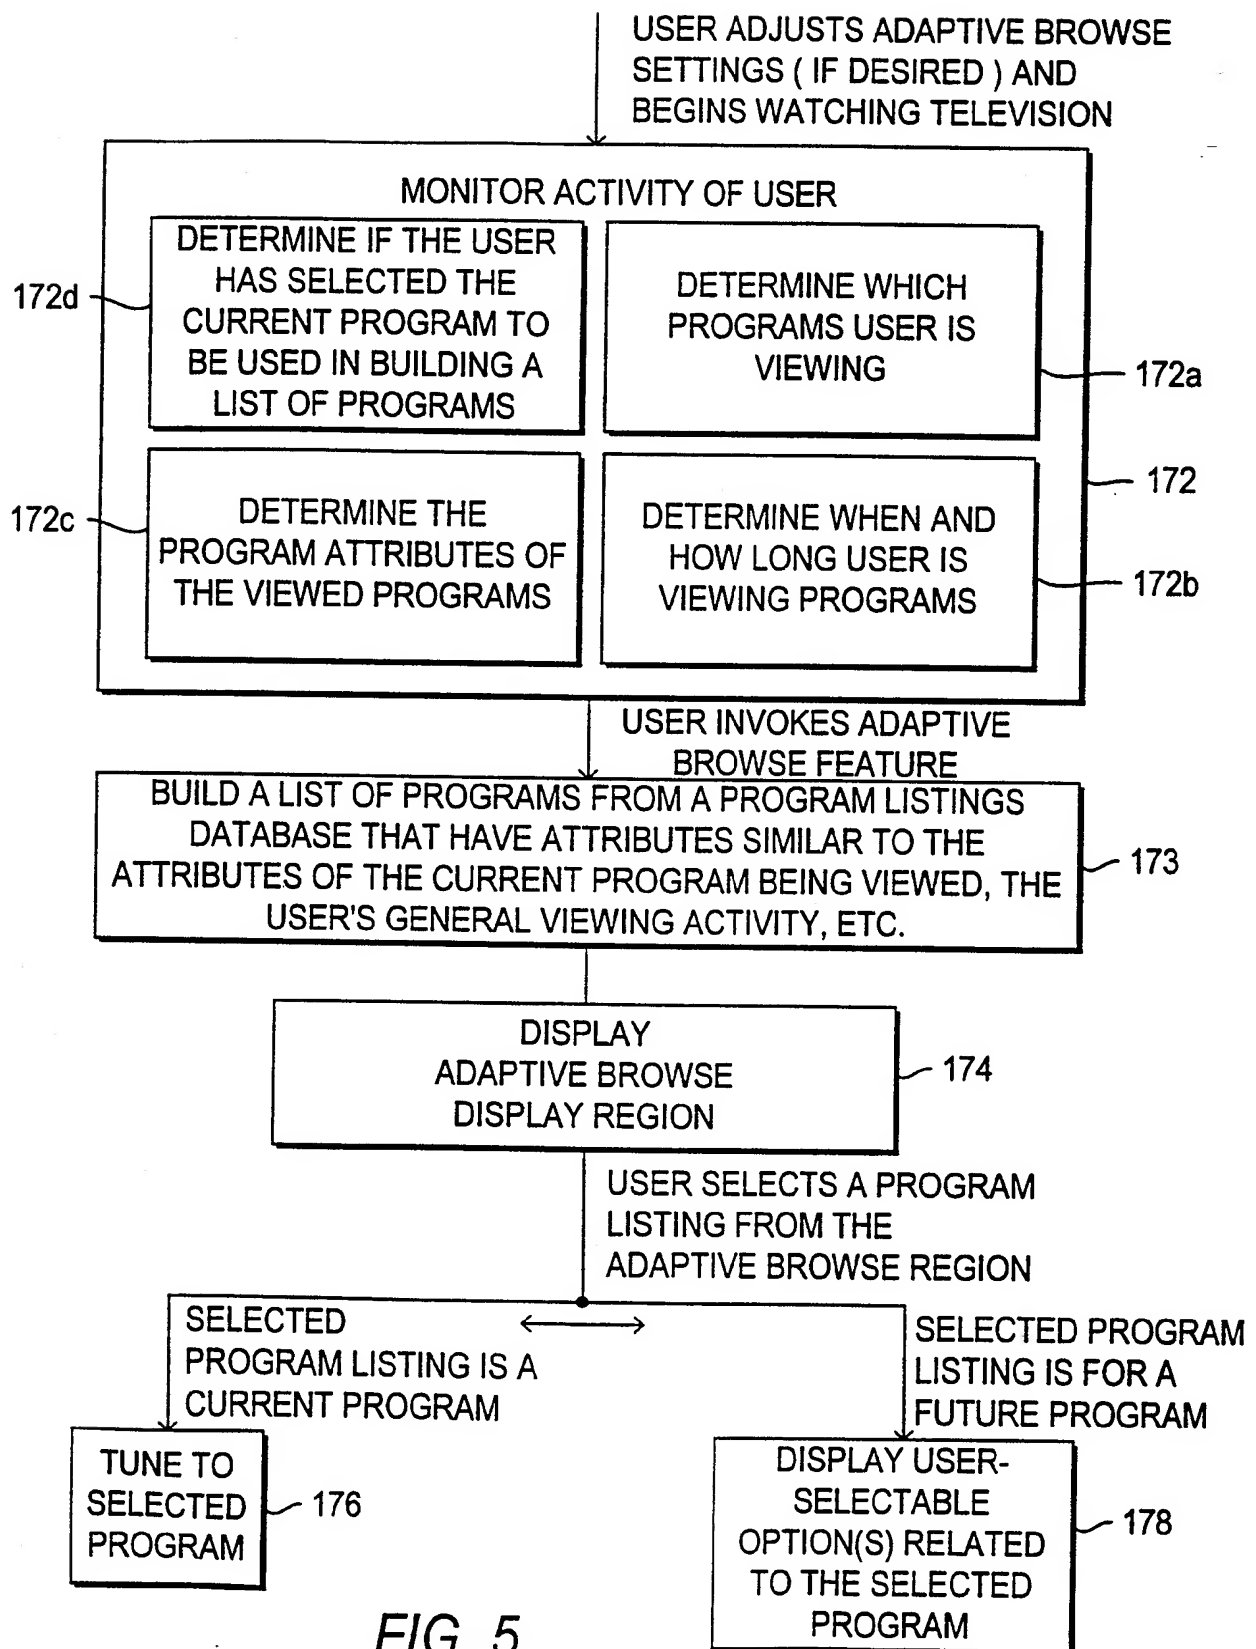 USER ADJUSTS ADAPTIVE BROWSE
SETTINGS ( IF DESIRED ) AND
BEGINS WATCHING TELEVISION
MONITOR ACTIVITY OF USER
172d
DETERMINE IF THE USER
HAS SELECTED THE
CURRENT PROGRAM TO
BE USED IN BUILDING A
LIST OF PROGRAMS
DETERMINE WHICH
PROGRAMS USER IS
VIEWING
172a
172c
DETERMINE THE
PROGRAM ATTRIBUTES OF
THE VIEWED PROGRAMS
DETERMINE WHEN AND
HOW LONG USER IS
VIEWING PROGRAMS
172
172b
USER INVOKES ADAPTIVE
BROWSE FEATURE
BUILD A LIST OF PROGRAMS FROM A PROGRAM LISTINGS
DATABASE THAT HAVE ATTRIBUTES SIMILAR TO THE
ATTRIBUTES OF THE CURRENT PROGRAM BEING VIEWED, THE
USER'S GENERAL VIEWING ACTIVITY, ETC.
173
DISPLAY
ADAPTIVE BROWSE
DISPLAY REGION
174
USER SELECTS A PROGRAM
LISTING FROM THE
ADAPTIVE BROWSE REGION
SELECTED
PROGRAM LISTING IS A
CURRENT PROGRAM
SELECTED PROGRAM
LISTING IS FOR A
FUTURE PROGRAM
TUNE TO
SELECTED
PROGRAM
176
DISPLAY USER-
SELECTABLE
OPTION(S) RELATED
TO THE SELECTED
PROGRAM
178
FIG. 5